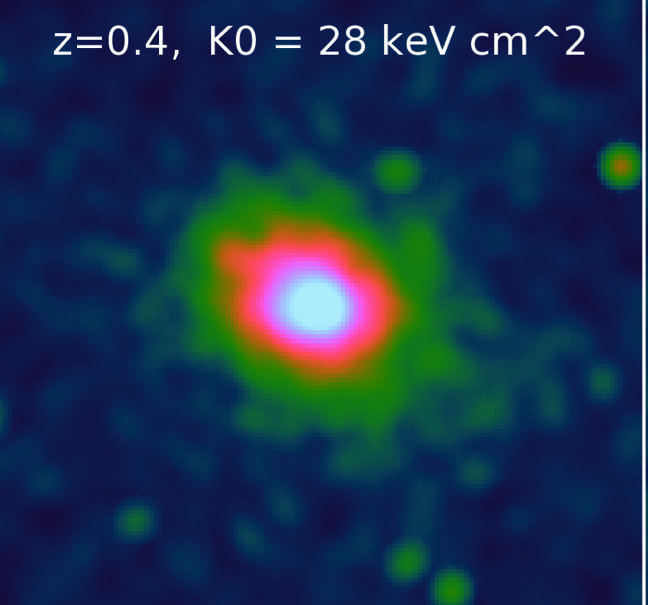 z=0.4, K0 = 28 keV cm^2